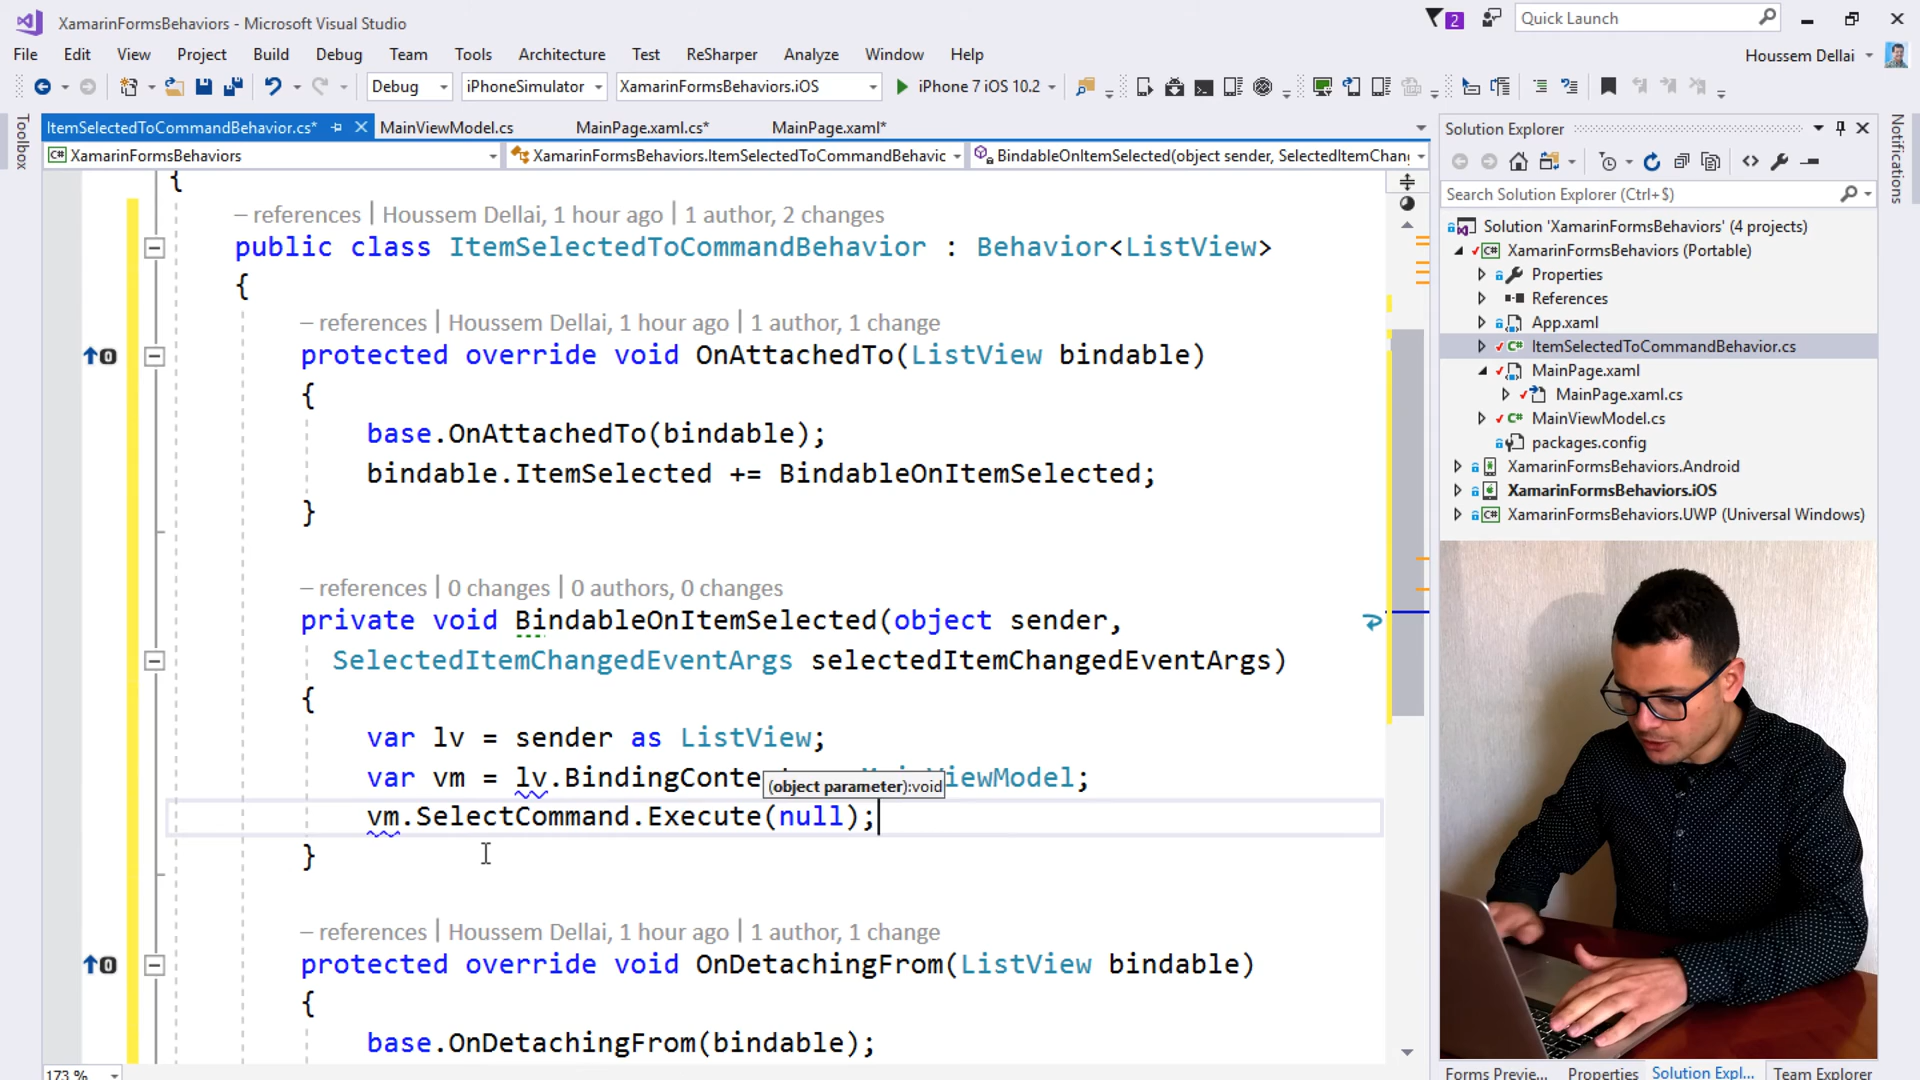 XamarinFormsBehaviors - Microsoft Visual Studio
2
Quick Launch
File Edit View Project Build Debug Team Tools Architecture Test ReSharper Analyze Window Help
Houssem Dellai
Debug iPhoneSimulator XamarinFormsBehaviors.iOS iPhone 7 iOS 10.2
Toolbox
ItemSelectedToCommandBehavior.cs* MainViewModel.cs MainPage.xaml.cs* MainPage.xaml*
XamarinFormsBehaviors XamarinFormsBehaviors.ItemSelectedToCommandBehavic BindableOnItemSelected(object sender, SelectedItemChan
{
– references | Houssem Dellai, 1 hour ago | 1 author, 2 changes
public class ItemSelectedToCommandBehavior : Behavior<ListView>
{
– references | Houssem Dellai, 1 hour ago | 1 author, 1 change
protected override void OnAttachedTo(ListView bindable)
{
base.OnAttachedTo(bindable);
bindable.ItemSelected += BindableOnItemSelected;
}
– references | 0 changes | 0 authors, 0 changes
private void BindableOnItemSelected(object sender,
SelectedItemChangedEventArgs selectedItemChangedEventArgs)
{
var lv = sender as ListView;
var vm = lv.BindingConte ViewModel;
(object parameter):void
vm.SelectCommand.Execute(null);
}
– references | Houssem Dellai, 1 hour ago | 1 author, 1 change
protected override void OnDetachingFrom(ListView bindable)
{
base.OnDetachingFrom(bindable);
173 %
Solution Explorer
Search Solution Explorer (Ctrl+$)
Solution 'XamarinFormsBehaviors' (4 projects)
XamarinFormsBehaviors (Portable)
Properties
References
App.xaml
ItemSelectedToCommandBehavior.cs
MainPage.xaml
MainPage.xaml.cs
MainViewModel.cs
packages.config
XamarinFormsBehaviors.Android
XamarinFormsBehaviors.iOS
XamarinFormsBehaviors.UWP (Universal Windows)
Forms Previe... Properties Solution Expl... Team Explorer
Notifications